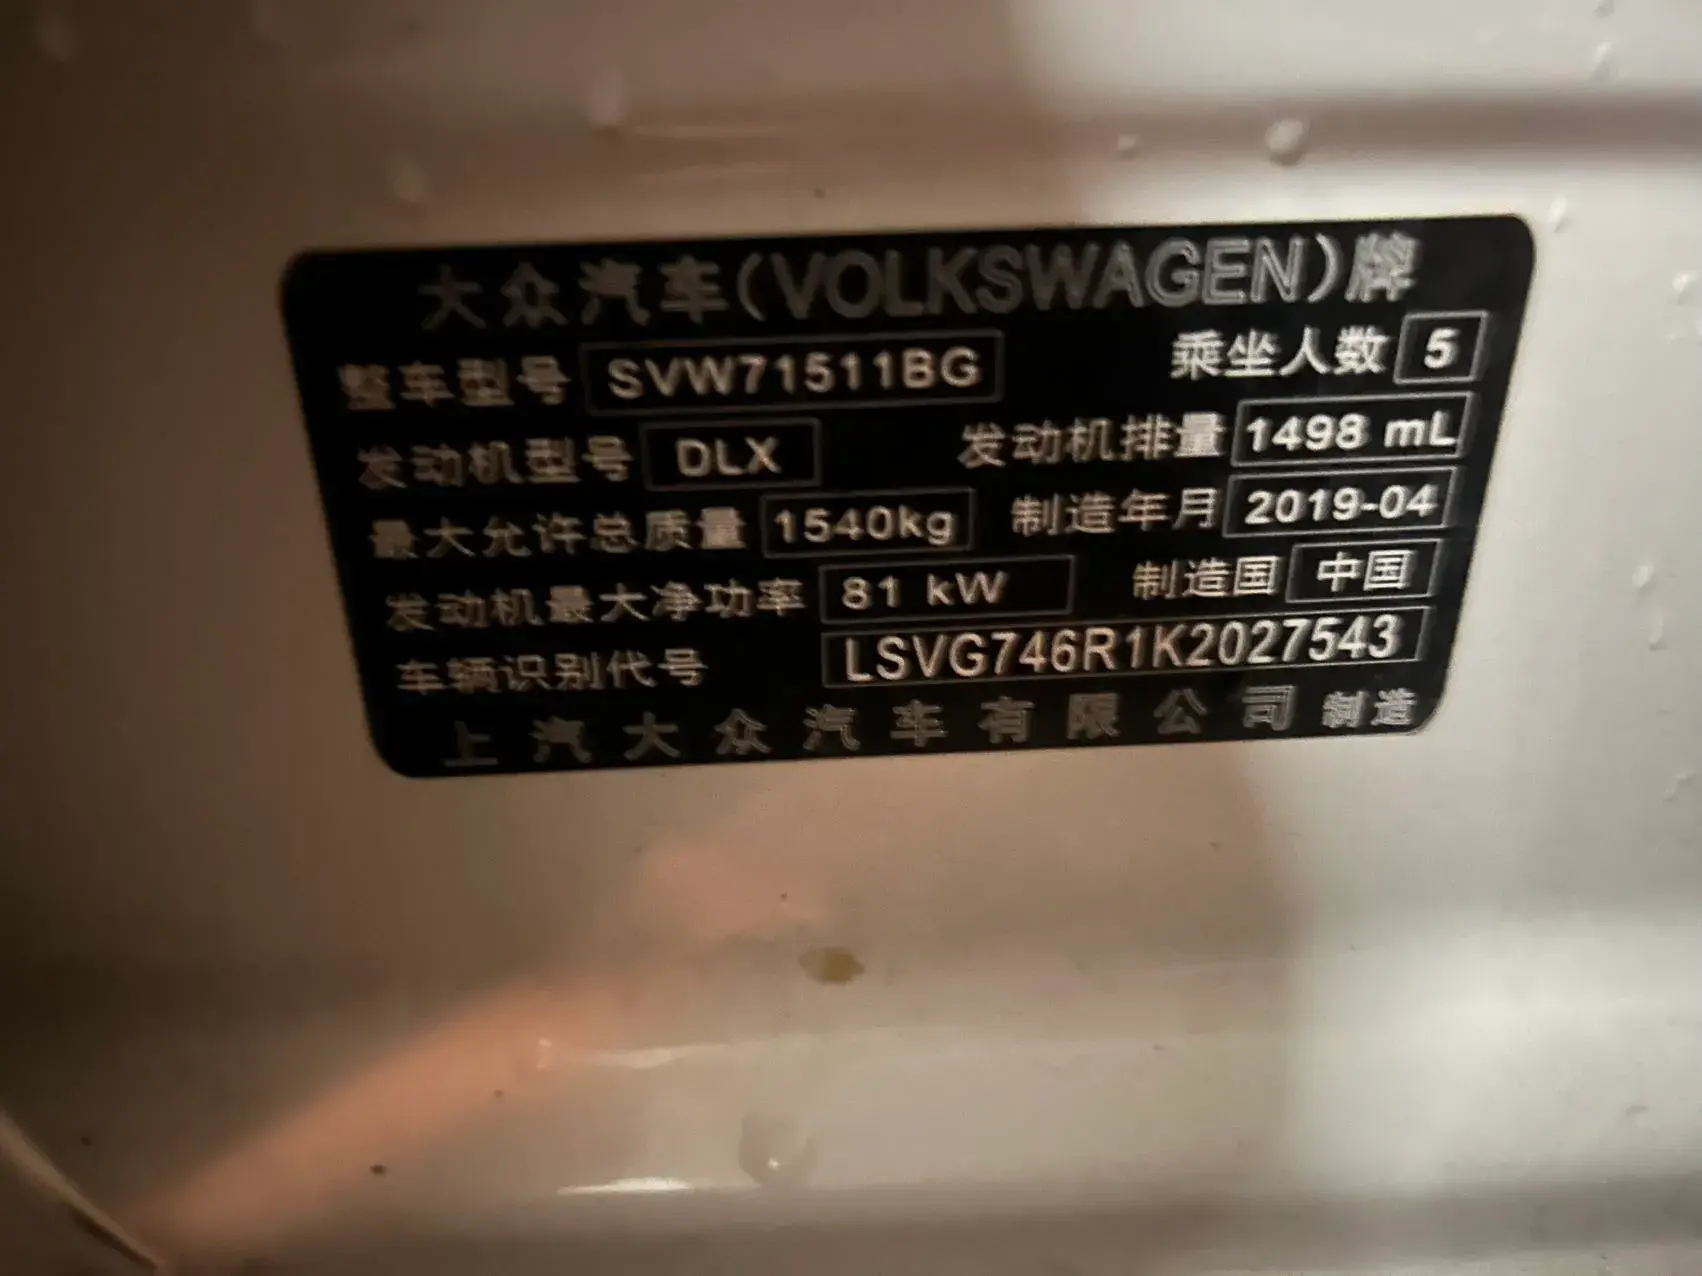 大众汽车(VOLKSWAGEN)牌
整车型号 SVW71511BG 乘坐人数 5
发动机型号 DLX 发动机排量 1498 mL
最大允许总质量 1540kg 制造年月 2019-04
发动机最大净功率 81 kW 制造国 中国
车辆识别代号 LSVG746R1K2027543
上汽大众汽车有限公司 制造